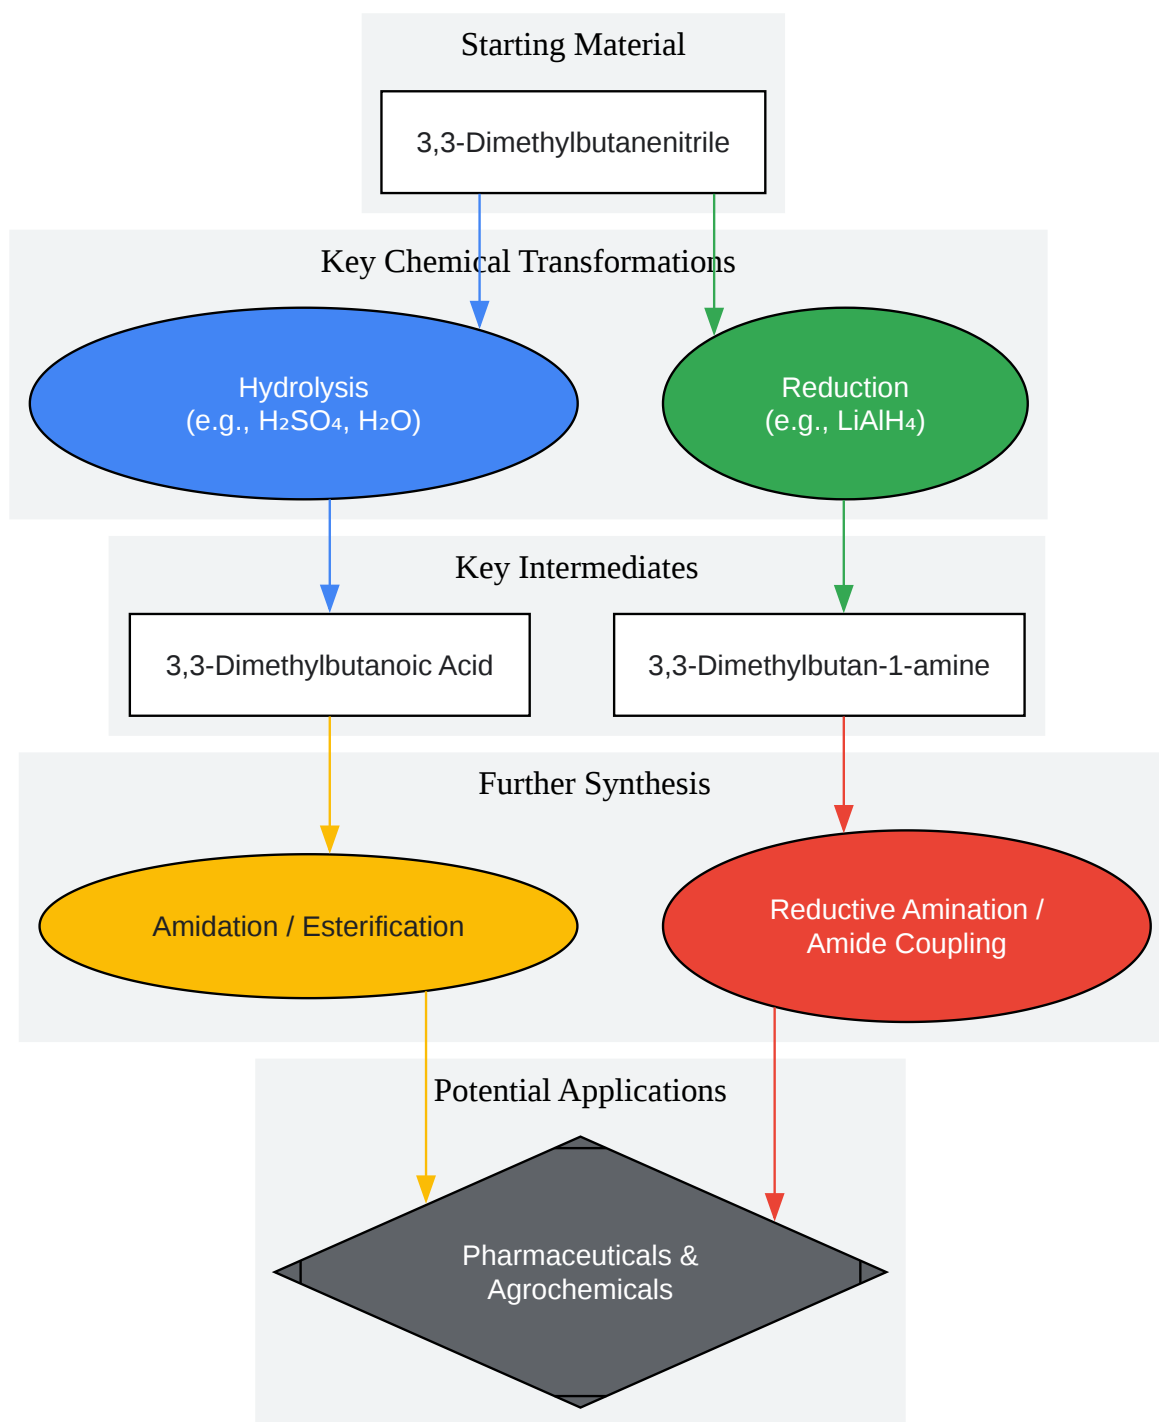 Starting Material
3,3-Dimethylbutanenitrile
Key Chemical Transformations
Hydrolysis
(e.g., H₂SO₄, H₂O)
Reduction
(e.g., LiAlH₄)
Key Intermediates
3,3-Dimethylbutanoic Acid
3,3-Dimethylbutan-1-amine
Further Synthesis
Amidation / Esterification
Reductive Amination /
Amide Coupling
Potential Applications
Pharmaceuticals &
Agrochemicals